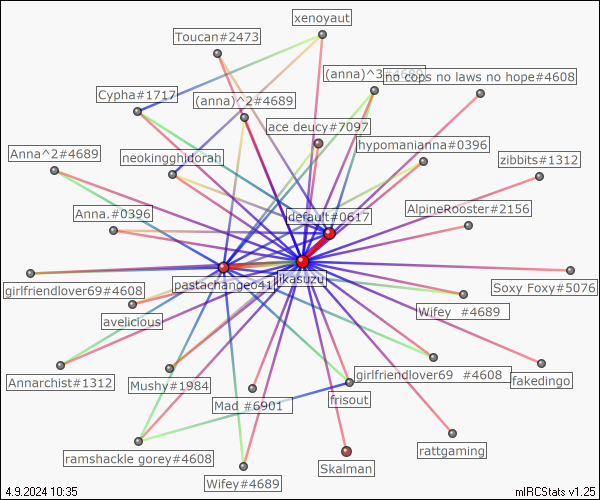 xenoyaut
Toucan#2473
(anna)^3#4689
no cops no laws no hope#4608
Cypha#1717
(anna)^2#4689
ace deucy#7097
hypomanianna#0396
Anna^2#4689
neokingghidorah
zibbits#1312
Anna.#0396
default#0617
AlpineRooster#2156
pastachangeo41
ikasuzu
girlfriendlover69#4608
Soxy Foxy#5076
avelicious
Wifey #4689
Annarchist#1312
Mushy#1984
girlfriendlover69 #4608
fakedingo
Mad #6901
frisout
rattgaming
ramshackle gorey#4608
Skalman
Wifey#4689
4.9.2024 10:35
mIRCStats v1.25